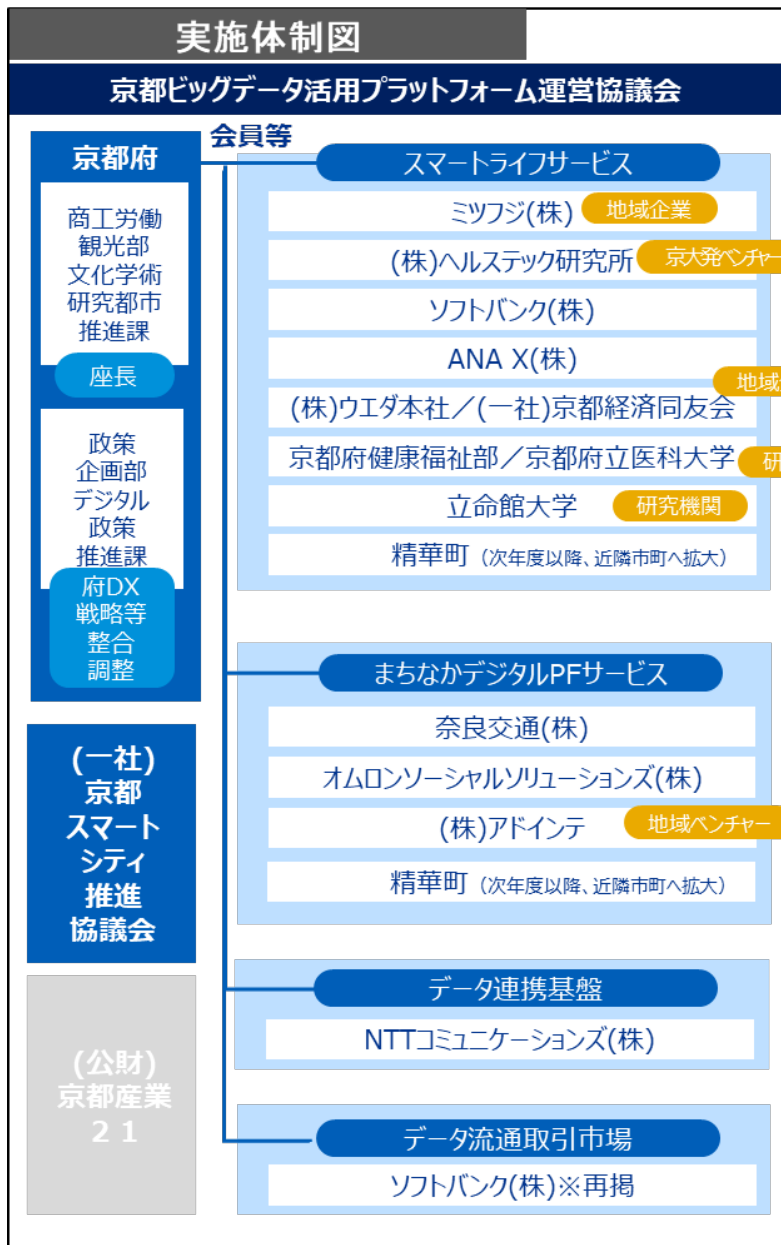 実施体制図
京都ビッグデータ活用プラットフォーム運営協議会
京都府
商工労働
観光部
文化学術
研究都市
推進課
座長
政策
企画部
デジタル
政策
推進課
府DX
戦略等
整合
調整
(一社)
京都
スマート
シティ
推進
協議会
(公財)
京都産業
２１
会員等
スマートライフサービス
ミツフジ(株) 地域企業
(株)ヘルステック研究所 京大発ベンチャー
ソフトバンク(株)
ANA X(株)
地域
(株)ウエダ本社／(一社)京都経済同友会
京都府健康福祉部／京都府立医科大学 研
立命館大学 研究機関
精華町（次年度以降、近隣市町へ拡大）
まちなかデジタルPFサービス
奈良交通(株)
オムロンソーシャルソリューションズ(株)
(株)アドインテ 地域ベンチャー
精華町（次年度以降、近隣市町へ拡大）
データ連携基盤
NTTコミュニケーションズ(株)
データ流通取引市場
ソフトバンク(株)※再掲